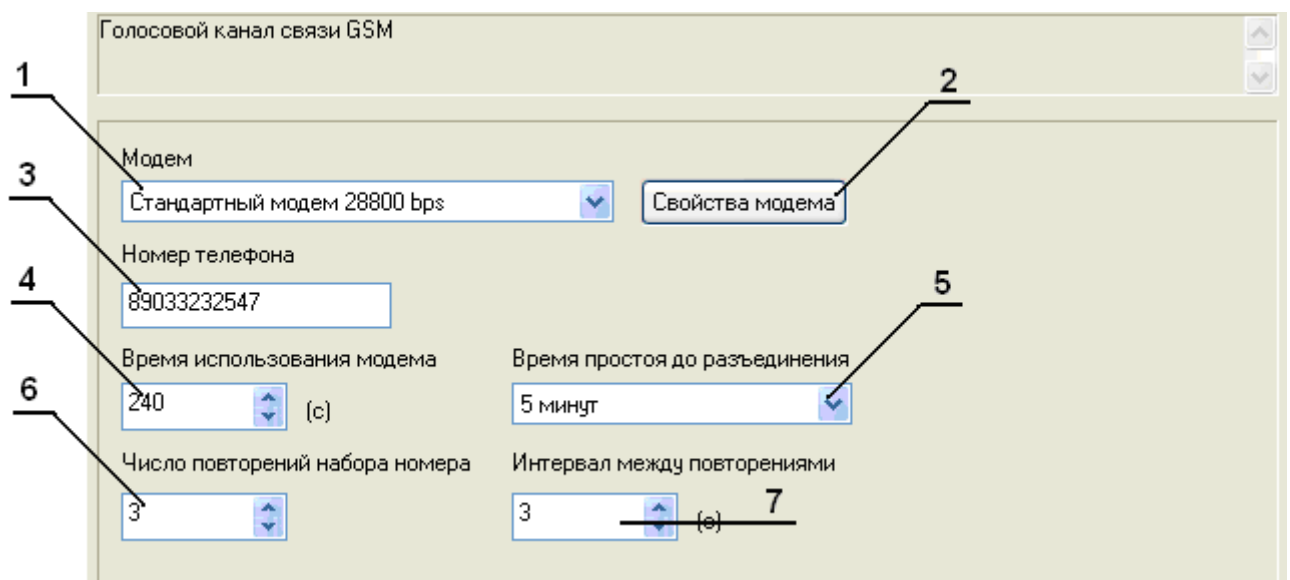 Голосовой канал связи GSM
1
2
Модем
3
Стандартный модем 28800 bps Свойства модема
Номер телефона
4
89033232547
5
Время использования модема Время простоя до разъединения
6
240 (с) 5 минут
Число повторений набора номера Интервал между повторениями
3 3 (с) 7